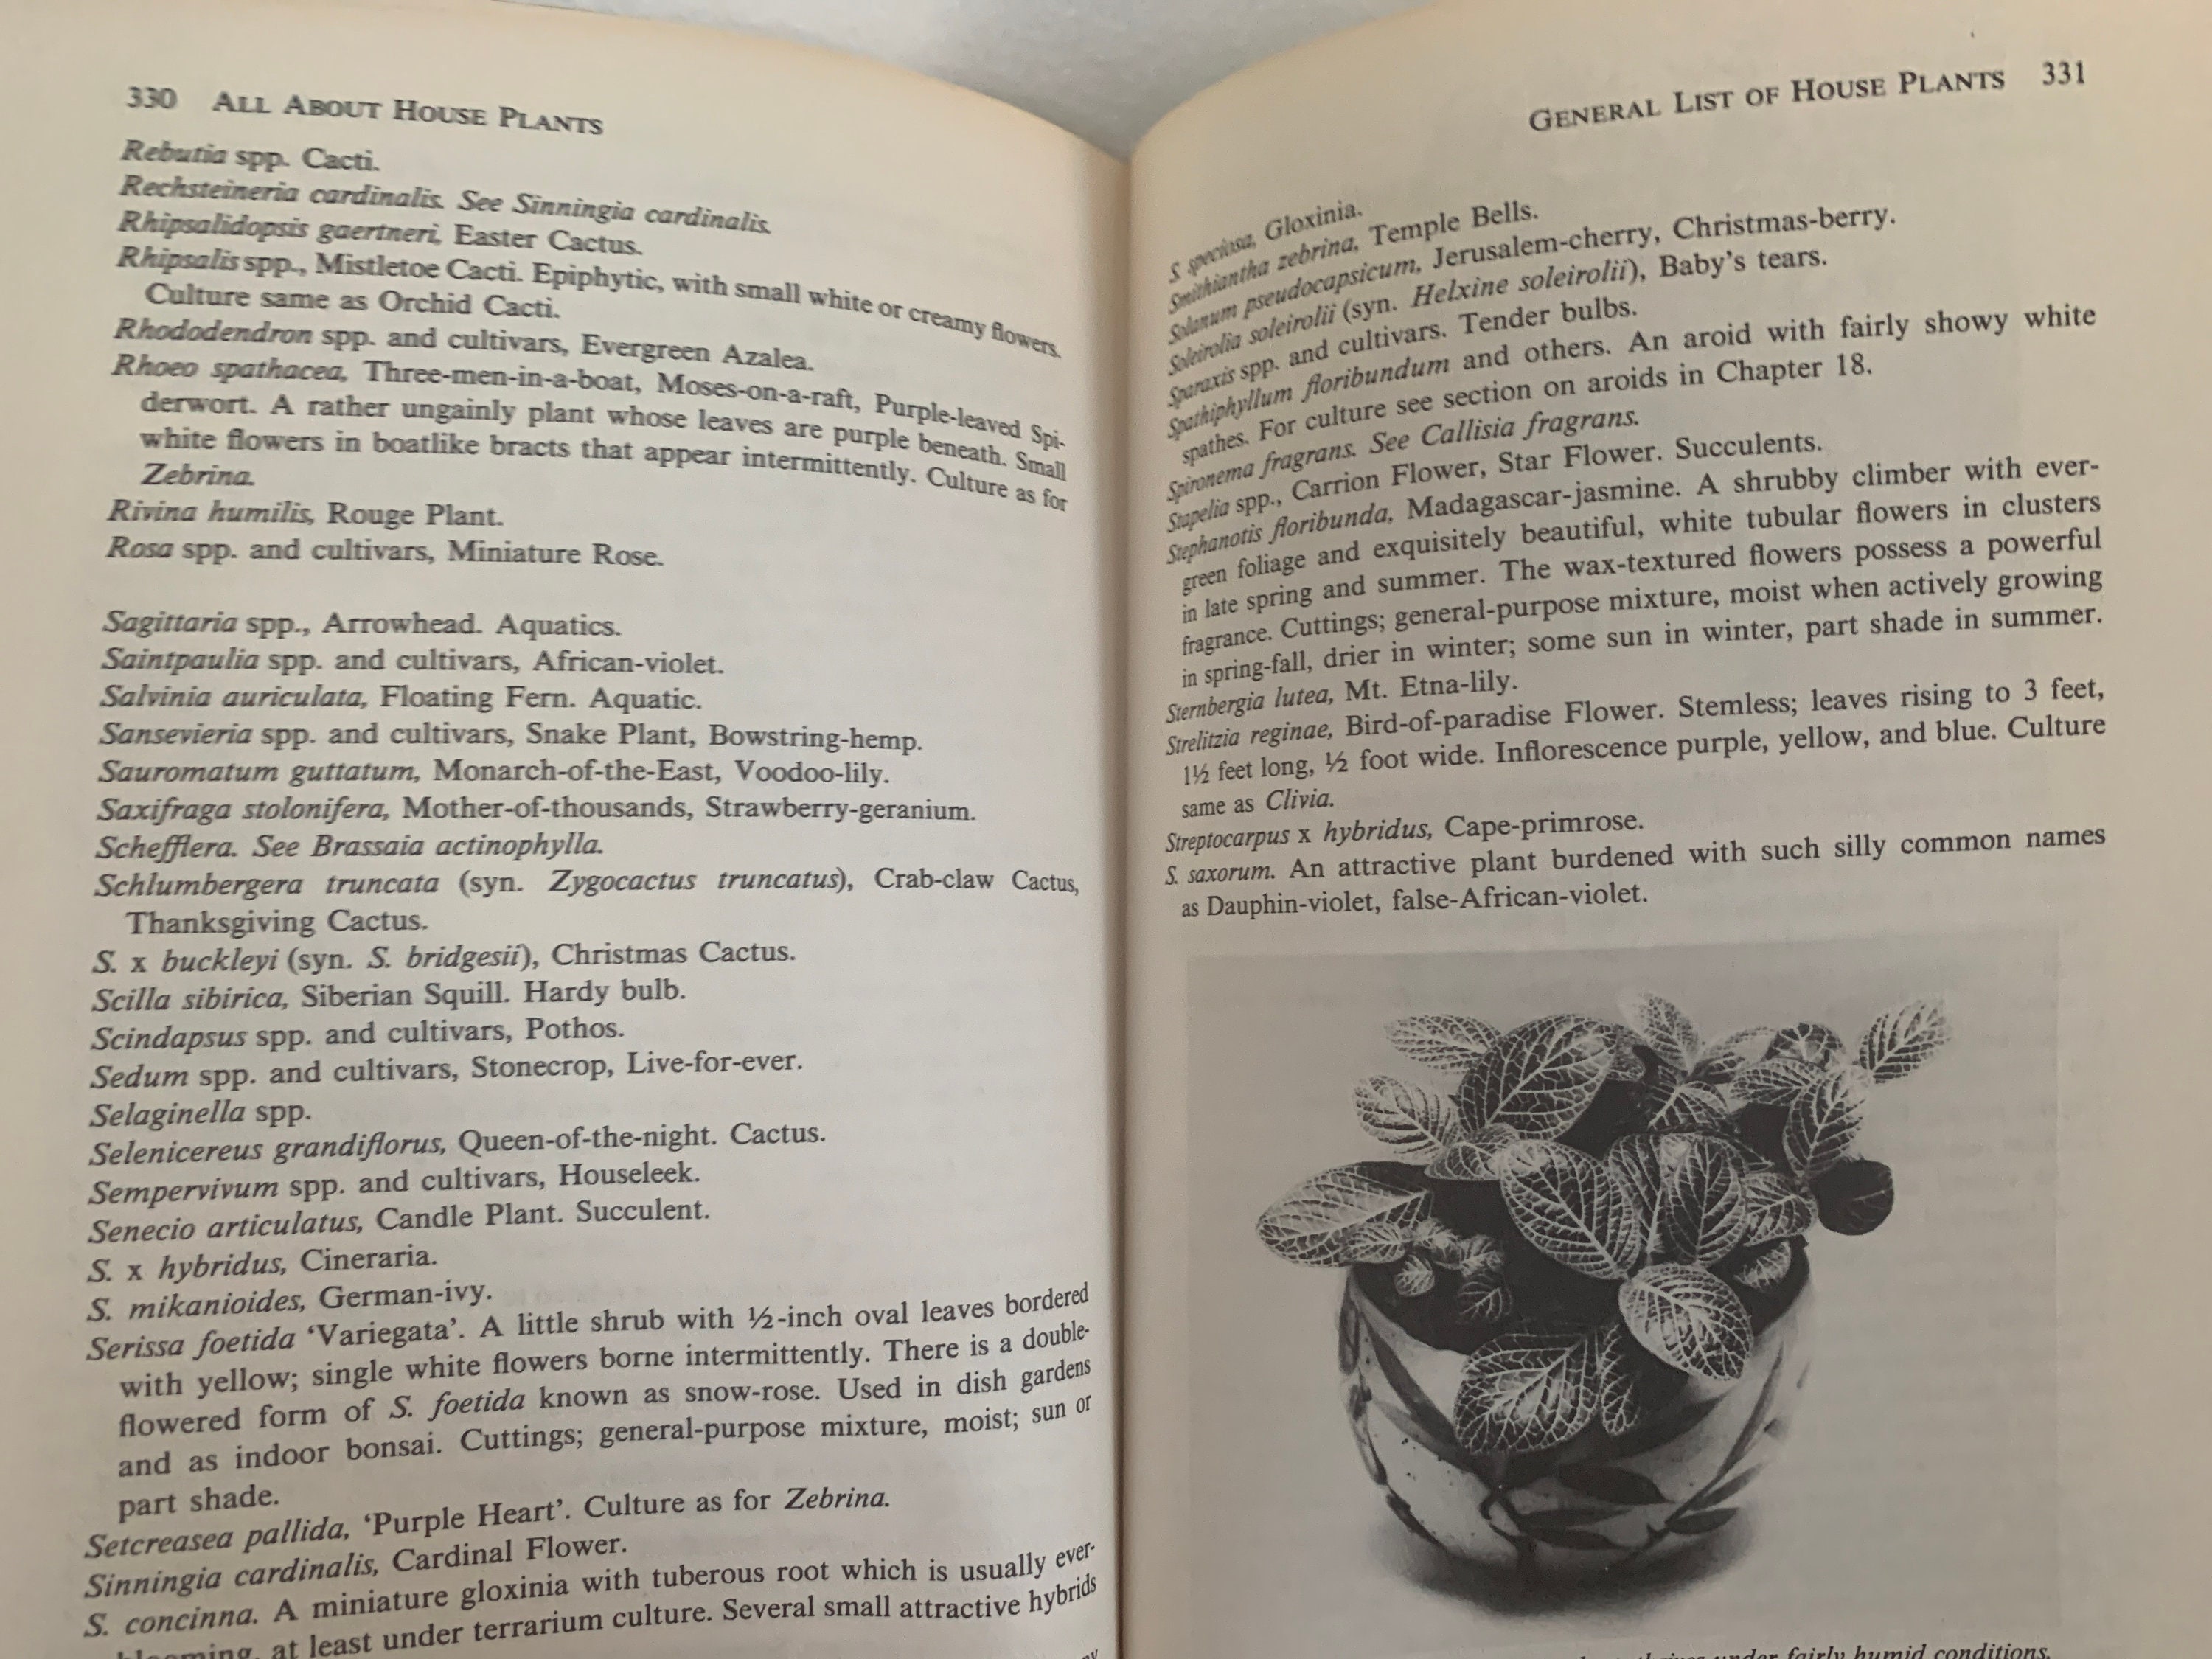 330 ALL ABOUT HOUSE PLANTS
Rebutia spp. Cacti.
Rechsteineria cardinalis. See Sinningia cardinalis.
Rhipsalidopsis gaertneri, Easter Cactus.
Rhipsalis spp., Mistletoe Cacti. Epiphytic, with small white or creamy flowers.
Culture same as Orchid Cacti.
Rhododendron spp. and cultivars, Evergreen Azalea.
Rhoeo spathacea, Three-men-in-a-boat, Moses-on-a-raft, Purple-leaved Spi-
derwort. A rather ungainly plant whose leaves are purple beneath. Small
white flowers in boatlike bracts that appear intermittently. Culture as for
Zebrina.
Rivina humilis, Rouge Plant.
Rosa spp. and cultivars, Miniature Rose.
Sagittaria spp., Arrowhead. Aquatics.
Saintpaulia spp. and cultivars, African-violet.
Salvinia auriculata, Floating Fern. Aquatic.
Sansevieria spp. and cultivars, Snake Plant, Bowstring-hemp.
Sauromatum guttatum, Monarch-of-the-East, Voodoo-lily.
Saxifraga stolonifera, Mother-of-thousands, Strawberry-geranium.
Schefflera. See Brassaia actinophylla.
Schlumbergera truncata (syn. Zygocactus truncatus), Crab-claw Cactus,
Thanksgiving Cactus.
S. x buckleyi (syn. S. bridgesii), Christmas Cactus.
Scilla sibirica, Siberian Squill. Hardy bulb.
Scindapsus spp. and cultivars, Pothos.
Sedum spp. and cultivars, Stonecrop, Live-for-ever.
Selaginella spp.
Selenicereus grandiflorus, Queen-of-the-night. Cactus.
Sempervivum spp. and cultivars, Houseleek.
Senecio articulatus, Candle Plant. Succulent.
S. x hybridus, Cineraria.
S. mikanioides, German-ivy.
Serissa foetida ‘Variegata’. A little shrub with ½-inch oval leaves bordered
with yellow; single white flowers borne intermittently. There is a double-
flowered form of S. foetida known as snow-rose. Used in dish gardens
and as indoor bonsai. Cuttings; general-purpose mixture, moist; sun or
part shade.
Setcreasea pallida, ‘Purple Heart’. Culture as for Zebrina.
Sinningia cardinalis, Cardinal Flower.
S. concinna. A miniature gloxinia with tuberous root which is usually ever-
blooming, at least under terrarium culture. Several small attractive hybrids
GENERAL LIST OF HOUSE PLANTS 331
S. speciosa, Gloxinia.
Smithiantha zebrina, Temple Bells.
Solanum pseudocapsicum, Jerusalem-cherry, Christmas-berry.
Soleirolia soleirolii (syn. Helxine soleirolii), Baby's tears.
Sparaxis spp. and cultivars. Tender bulbs.
Spathiphyllum floribundum and others. An aroid with fairly showy white
spathes. For culture see section on aroids in Chapter 18.
Spironema fragrans. See Callisia fragrans.
Stapelia spp., Carrion Flower, Star Flower. Succulents.
Stephanotis floribunda, Madagascar-jasmine. A shrubby climber with ever-
green foliage and exquisitely beautiful, white tubular flowers in clusters
in late spring and summer. The wax-textured flowers possess a powerful
fragrance. Cuttings; general-purpose mixture, moist when actively growing
in spring-fall, drier in winter; some sun in winter, part shade in summer.
Sternbergia lutea, Mt. Etna-lily.
Strelitzia reginae, Bird-of-paradise Flower. Stemless; leaves rising to 3 feet,
1½ feet long, ½ foot wide. Inflorescence purple, yellow, and blue. Culture
same as Clivia.
Streptocarpus x hybridus, Cape-primrose.
S. saxorum. An attractive plant burdened with such silly common names
as Dauphin-violet, false-African-violet.
under fairly humid conditions.